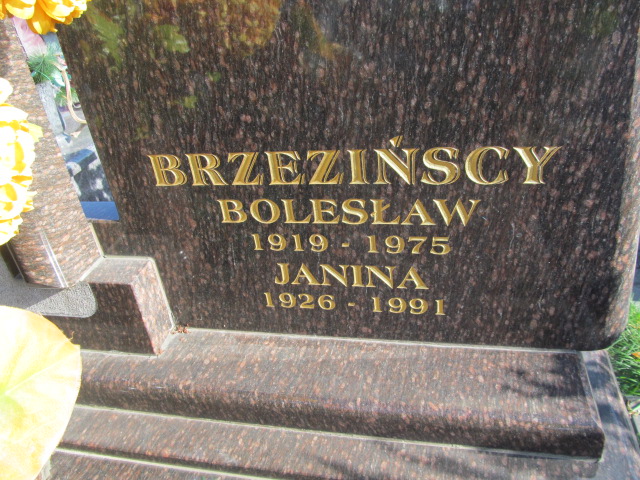 BRZEZIŃSCY
BOLESŁAW
1919 - 1975
JANINA
1926 - 1991